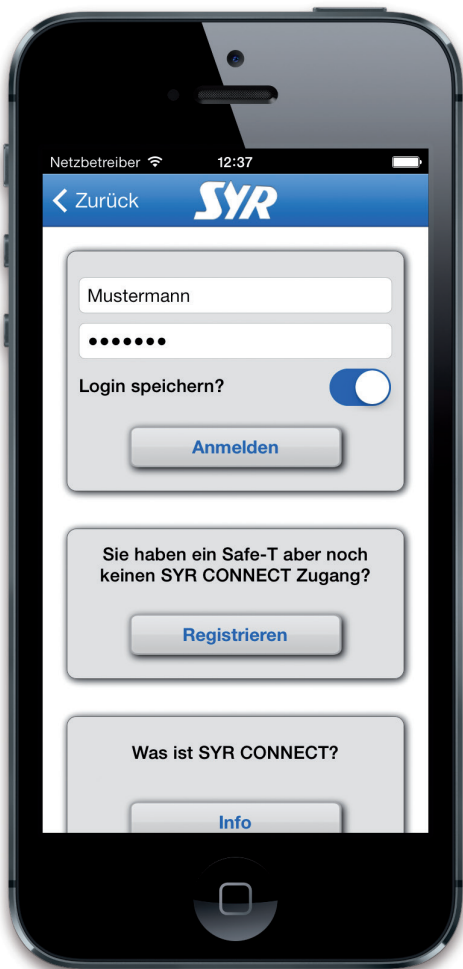 Netzbetreiber 12:37
Zurück SYR
Mustermann
•••••••
Login speichern?
Anmelden
Sie haben ein Safe-T aber noch
keinen SYR CONNECT Zugang?
Registrieren
Was ist SYR CONNECT?
Info